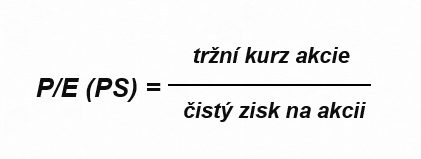 tržní kurz akcie
P/E (PS) =
čistý zisk na akcii